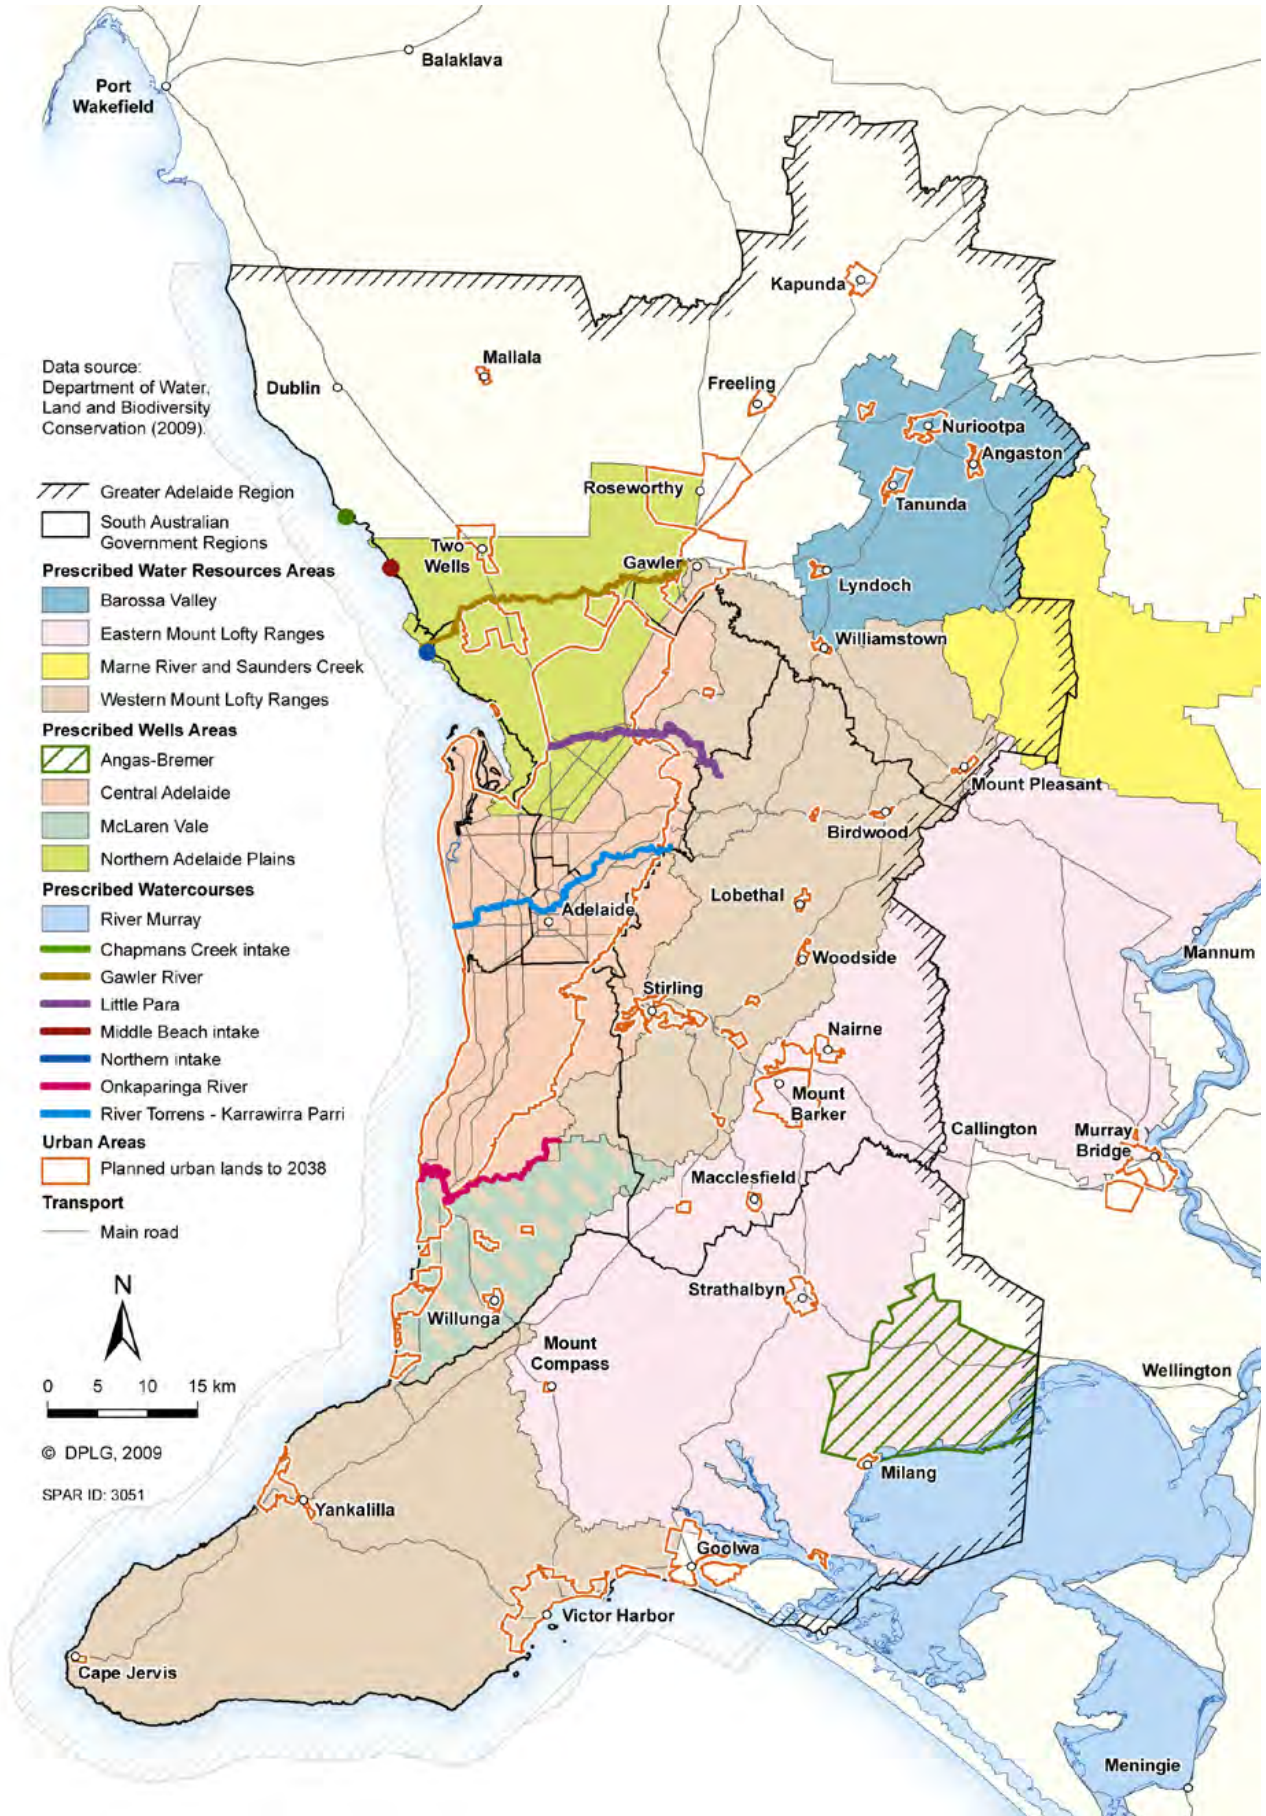 Balaklava
Port
Wakefield
Kapunda
Mallala
Dublin
Freeling
Data source:
Department of Water,
Land and Biodiversity
Conservation (2009).
Nuriootpa
Angaston
Roseworthy
Tanunda
Greater Adelaide Region
South Australian
Government Regions
Two
Wells
Gawler
Lyndoch
Prescribed Water Resources Areas
Barossa Valley
Eastern Mount Lofty Ranges
Marne River and Saunders Creek
Western Mount Lofty Ranges
Williamstown
Prescribed Wells Areas
Angas-Bremer
Central Adelaide
McLaren Vale
Northern Adelaide Plains
Mount Pleasant
Birdwood
Prescribed Watercourses
River Murray
Chapmans Creek intake
Gawler River
Little Para
Middle Beach intake
Northern intake
Onkaparinga River
River Torrens - Karrawirra Parri
Lobethal
Adelaide
Woodside
Mannum
Stirling
Nairne
Mount
Barker
Urban Areas
Planned urban lands to 2038
Transport
Main road
Callington
Murray
Bridge
Macclesfield
N
Strathalbyn
Willunga
Mount
Compass
Wellington
0 5 10 15 km
© DPLG, 2009
SPAR ID: 3051
Milang
Yankalilla
Goolwa
Victor Harbor
Cape Jervis
Meningie